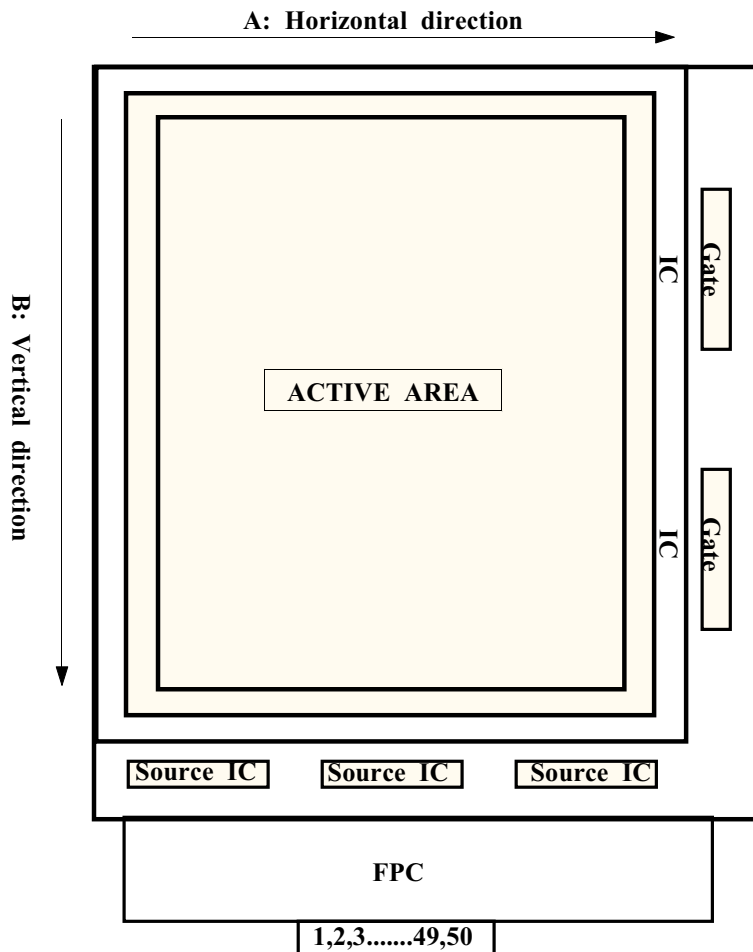 A: Horizontal direction
B: Vertical direction
Gate
IC
ACTIVE AREA
Gate
IC
Source IC
Source IC
Source IC
FPC
1,2,3.......49,50